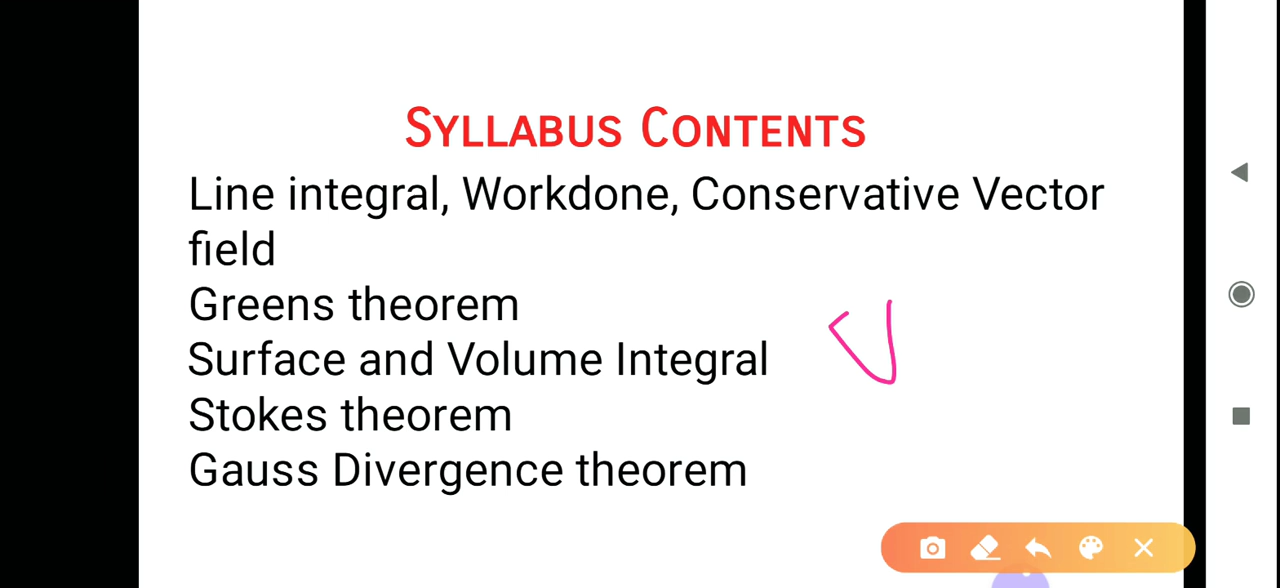 SYLLABUS CONTENTS
Line integral, Workdone, Conservative Vector
field
Greens theorem
Surface and Volume Integral
Stokes theorem
Gauss Divergence theorem